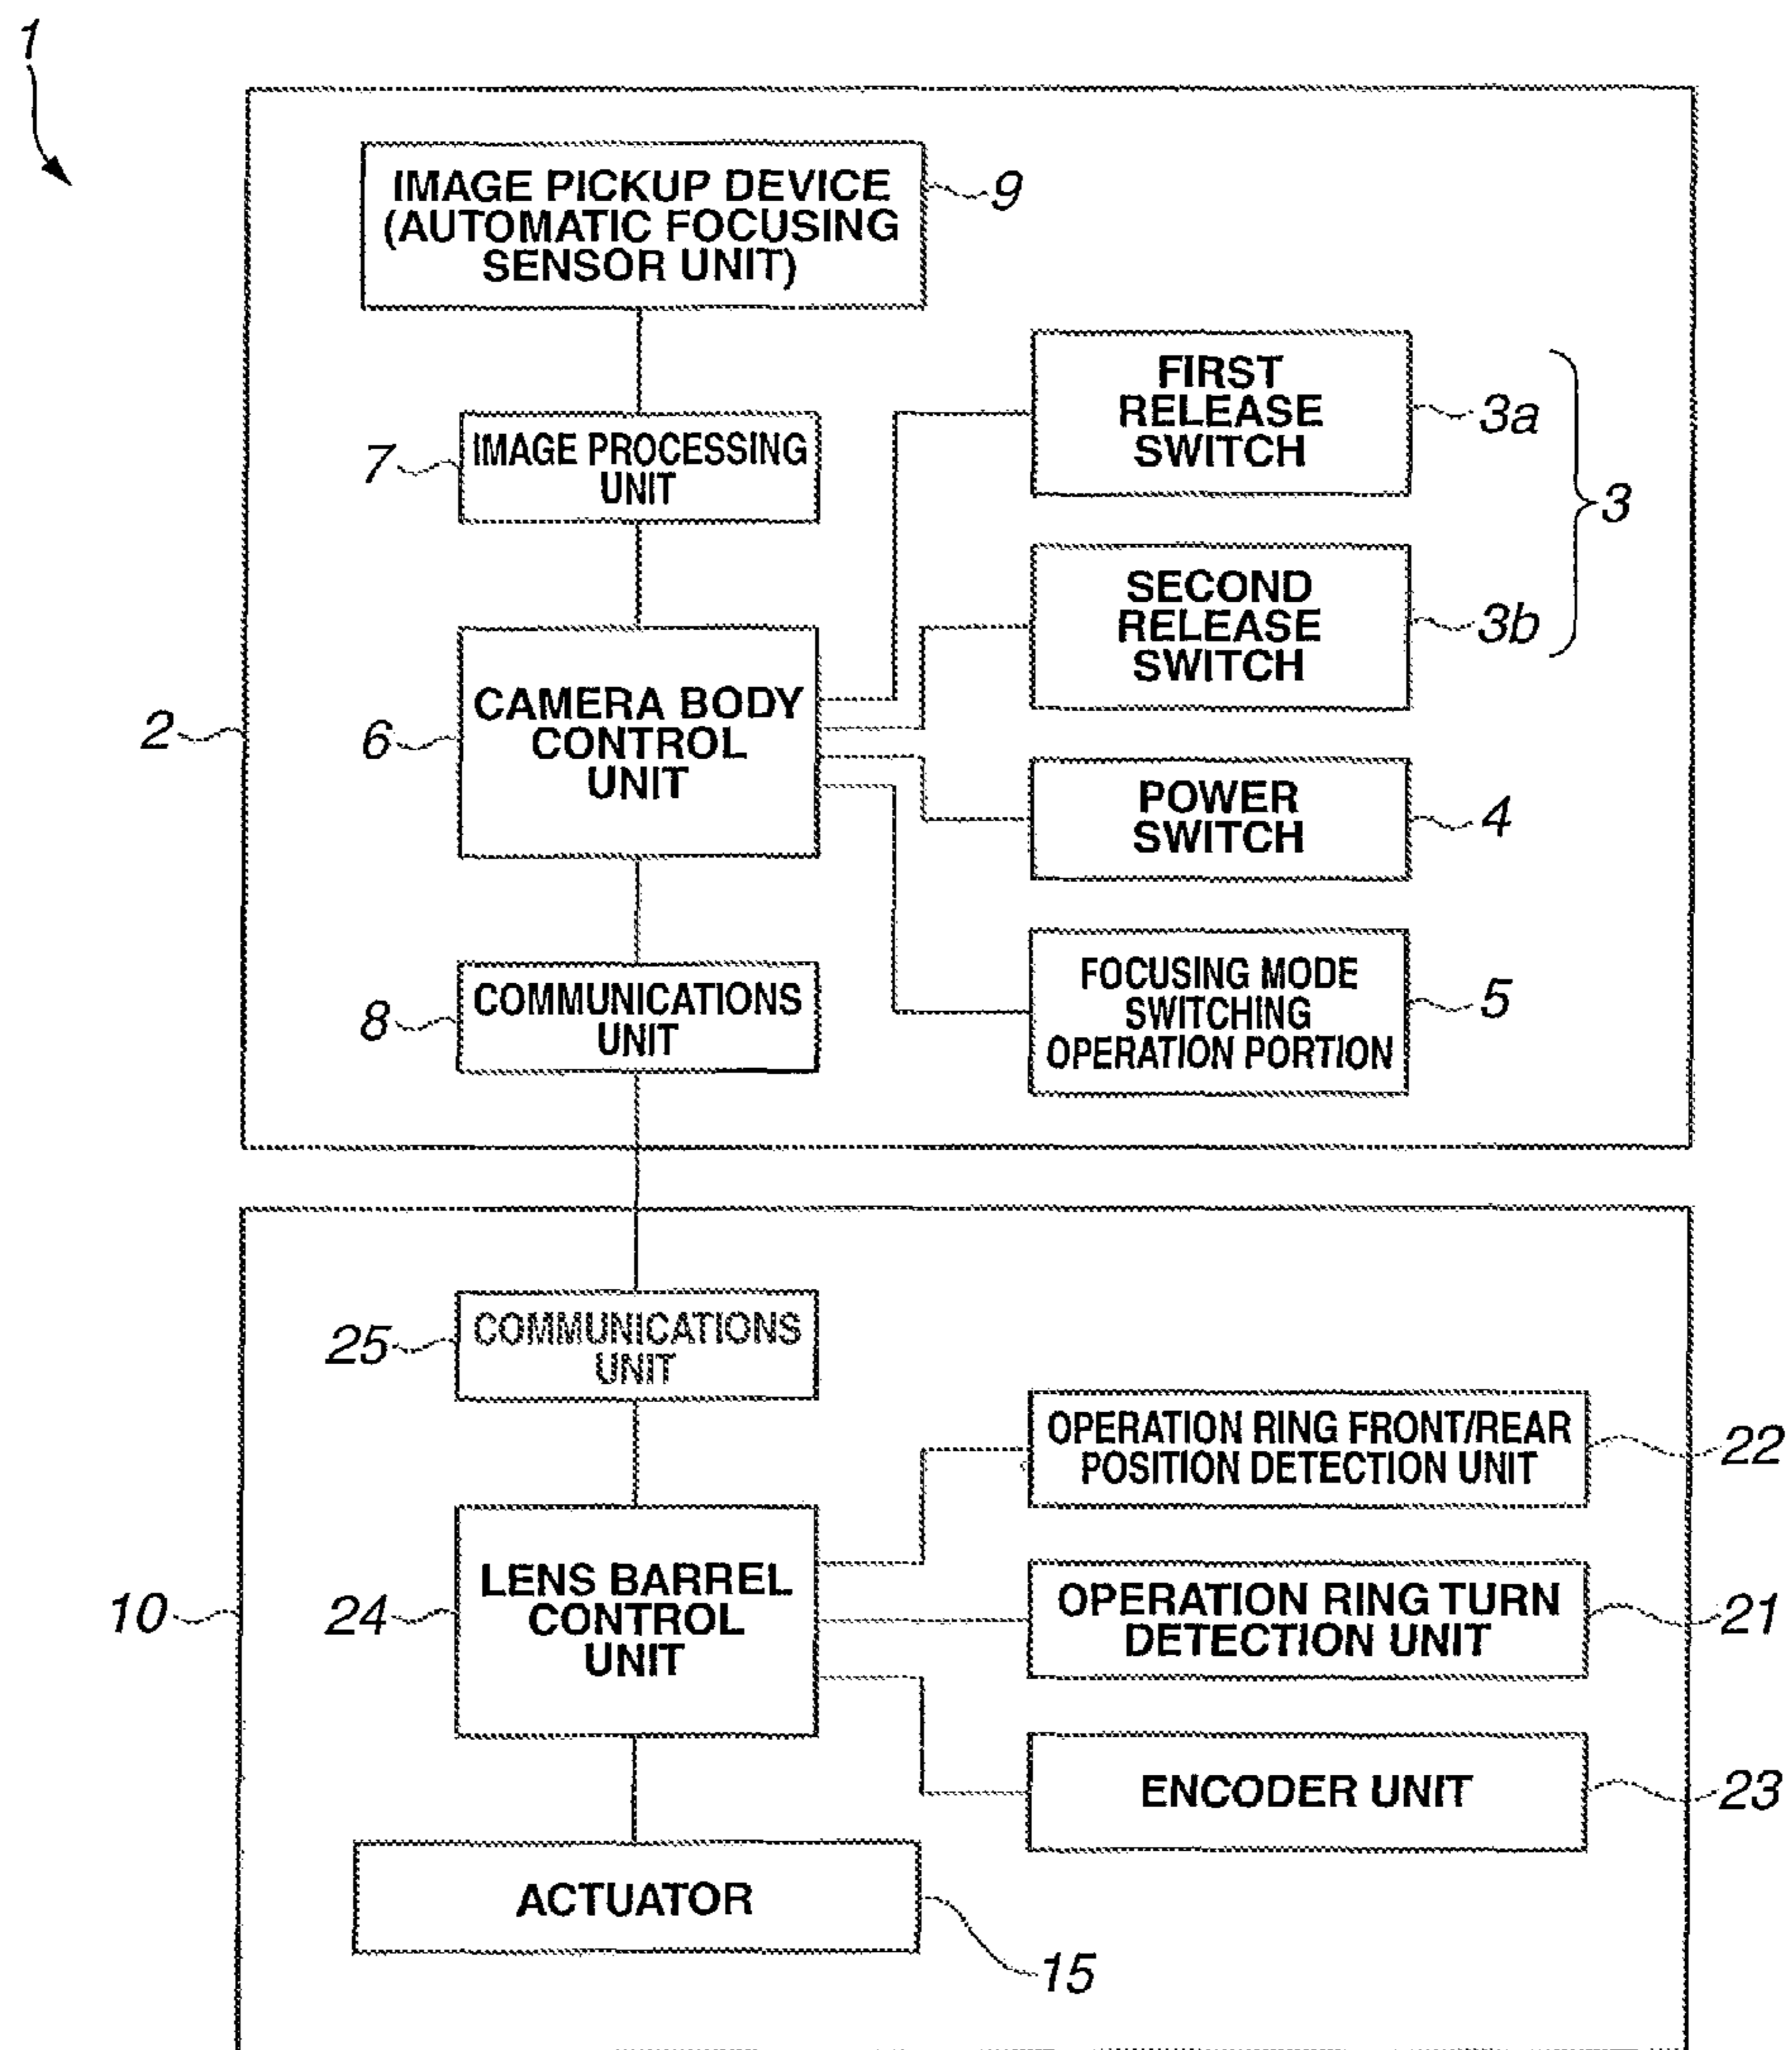 1
IMAGE PICKUP DEVICE
(AUTOMATIC FOCUSING
SENSOR UNIT)
9
FIRST
RELEASE
SWITCH
3a
3
7
IMAGE PROCESSING
UNIT
SECOND
RELEASE
SWITCH
3b
2
6
CAMERA BODY
CONTROL
UNIT
POWER
SWITCH
4
8
COMMUNICATIONS
UNIT
FOCUSING MODE
SWITCHING
OPERATION PORTION
5
25
COMMUNICATIONS
UNIT
OPERATION RING FRONT/REAR
POSITION DETECTION UNIT
22
10
24
LENS BARREL
CONTROL
UNIT
OPERATION RING TURN
DETECTION UNIT
21
ENCODER UNIT
23
ACTUATOR
15